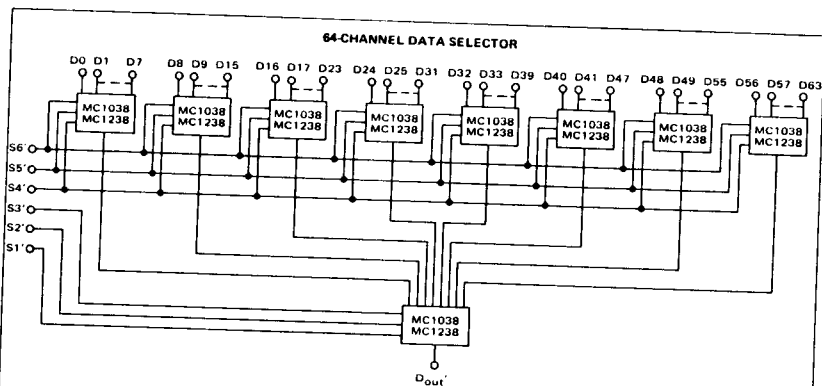 64-CHANNEL DATA SELECTOR
D0 D1 D7 D8 D9 D15 D16 D17 D23 D24 D25 D31 D32 D33 D39 D40 D41 D47 D48 D49 D55 D56 D57 D63
MC1038 MC1038 MC1038 MC1038 MC1038 MC1038 MC1038 MC1038
MC1238 MC1238 MC1238 MC1238 MC1238 MC1238 MC1238 MC1238
S6'
S5'
S4'
S3'
S2'
S1'
MC1038
MC1238
Dout'